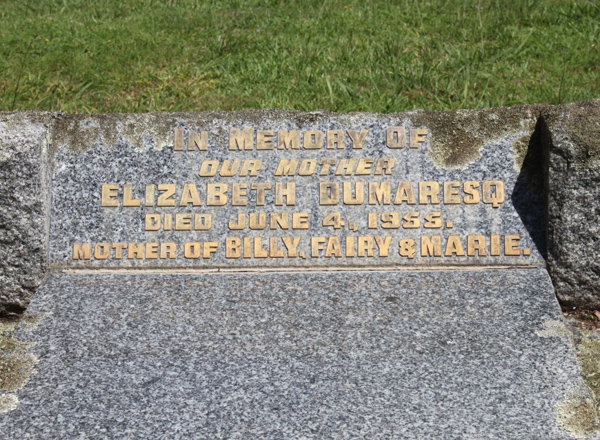 IN MEMORY OF
OUR MOTHER
ELIZABETH DUMARESQ
DIED JUNE 4, 1955.
MOTHER OF BILLY, FAIRY & MARIE.